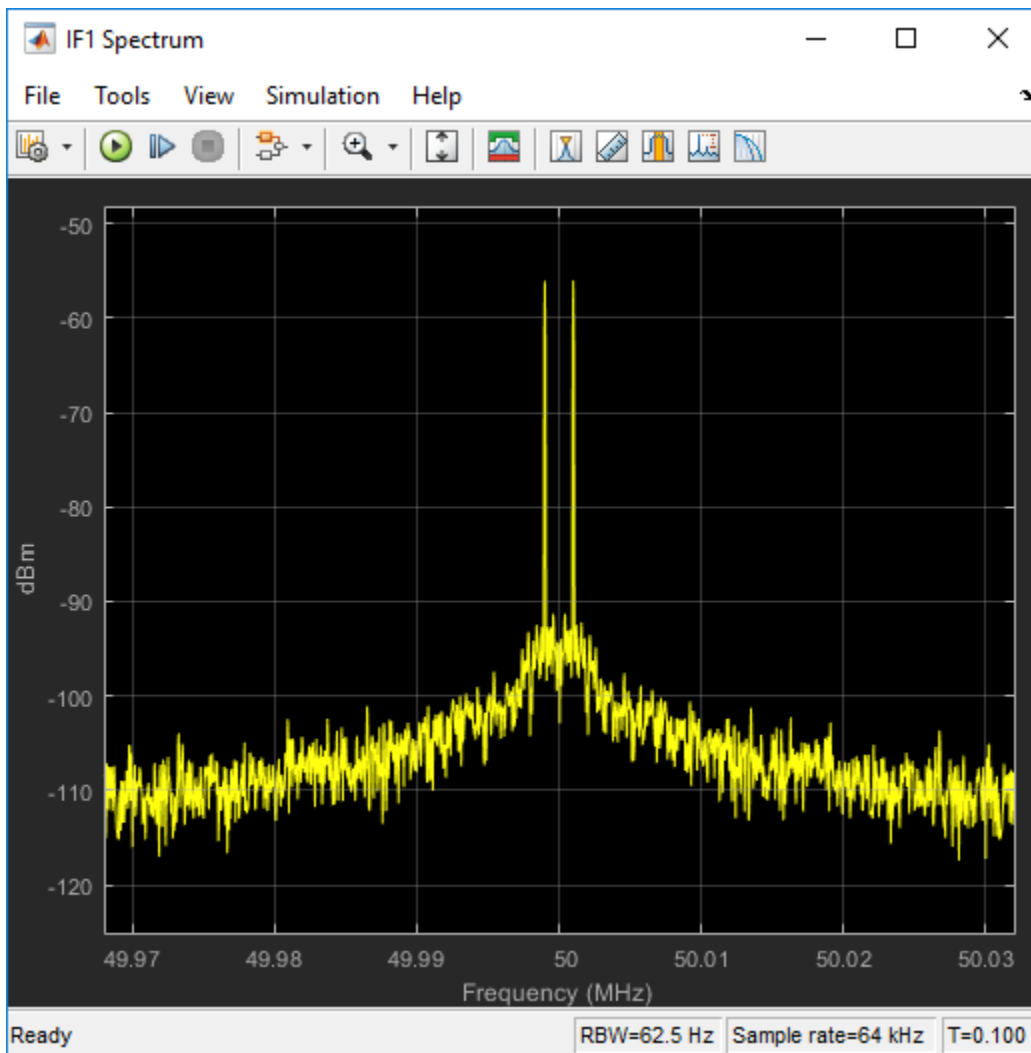 IF1 Spectrum
File Tools View Simulation Help
-50
-60
-70
-80
-90
-100
-110
-120
dBm
49.97 49.98 49.99 50 50.01 50.02 50.03
Frequency (MHz)
Ready RBW=62.5 Hz Sample rate=64 kHz T=0.100